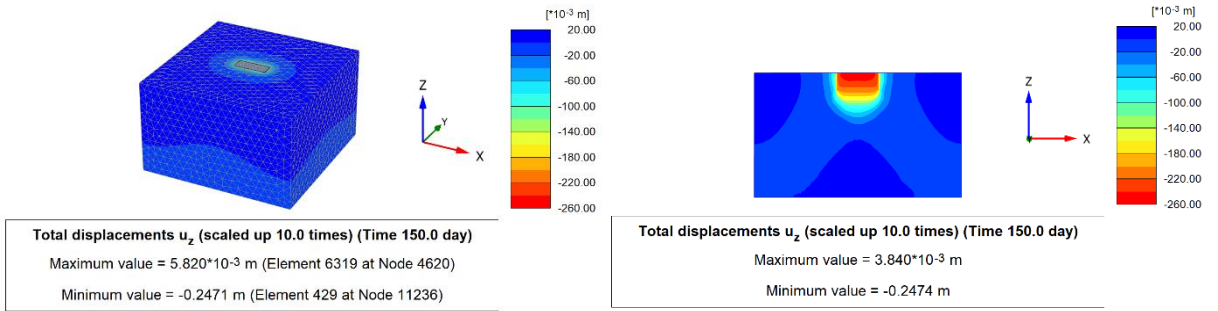 [*10⁻³ m]
20.00
-20.00
-60.00
-100.00
-140.00
-180.00
-220.00
-260.00
Z
Y
X
Total displacements u_z (scaled up 10.0 times) (Time 150.0 day)
Maximum value = 5.820*10⁻³ m (Element 6319 at Node 4620)
Minimum value = -0.2471 m (Element 429 at Node 11236)
[*10⁻³ m]
20.00
-20.00
-60.00
-100.00
-140.00
-180.00
-220.00
-260.00
Z
X
Total displacements u_z (scaled up 10.0 times) (Time 150.0 day)
Maximum value = 3.840*10⁻³ m
Minimum value = -0.2474 m